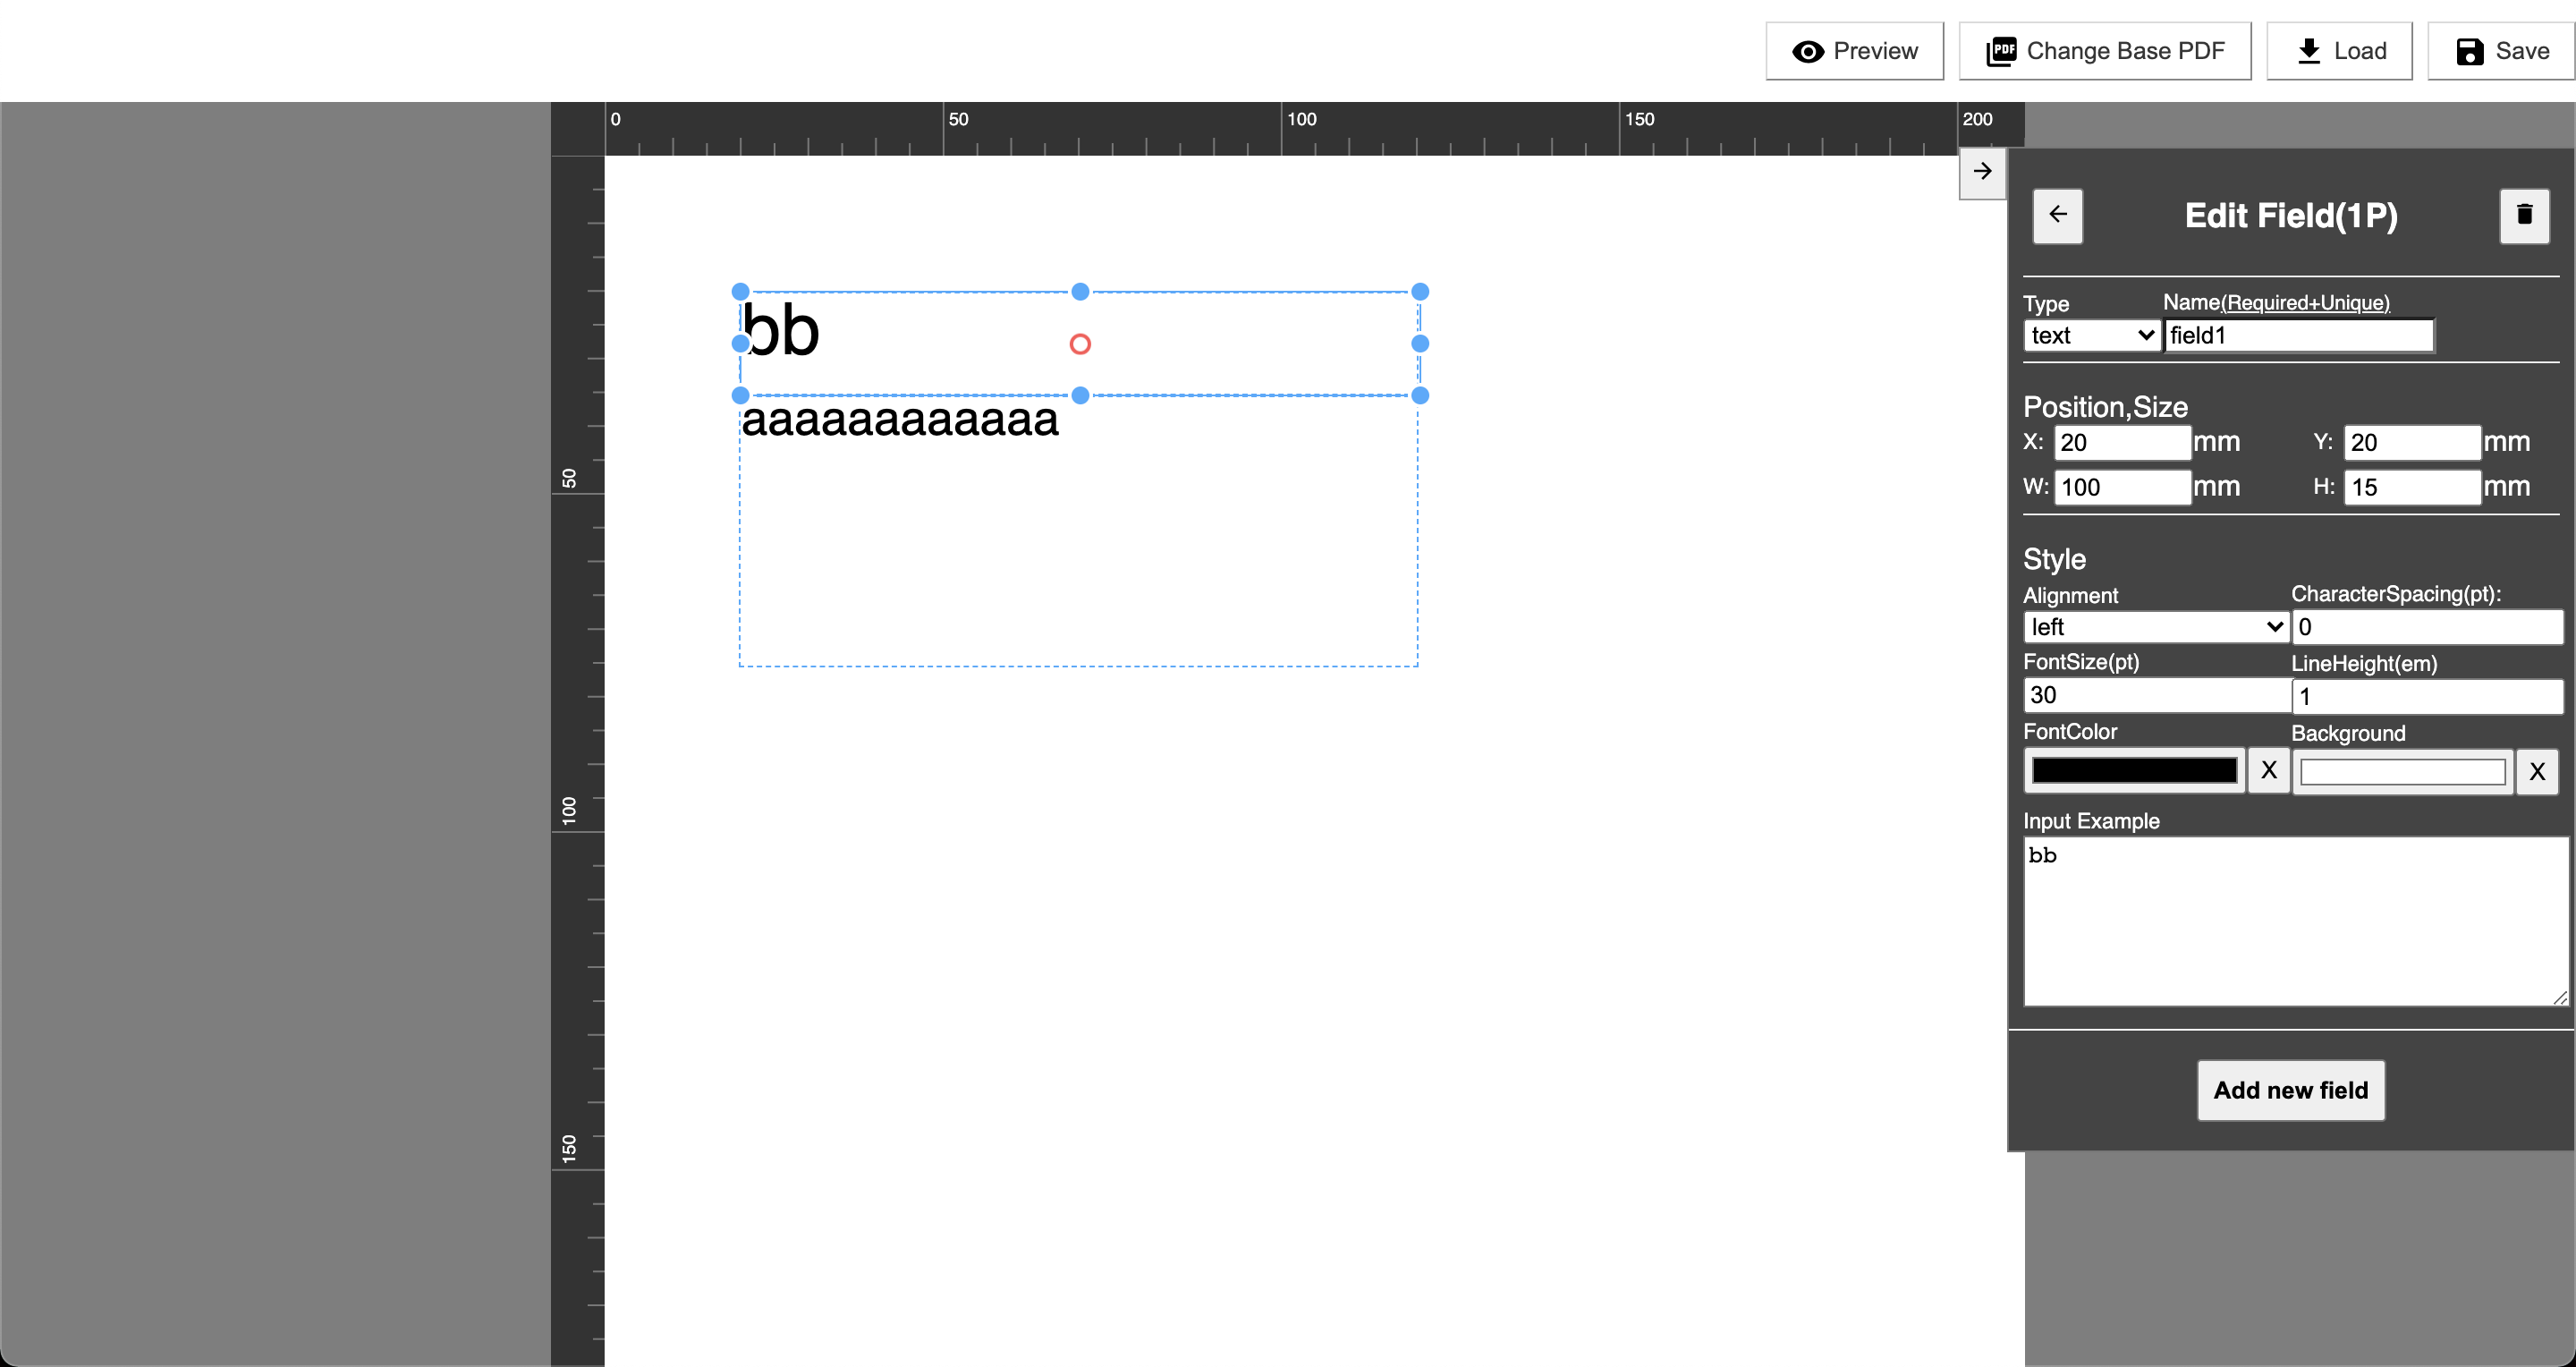 Preview
Change Base PDF
Load
Save
0 50 100 150 200
50
100
150
bb
aaaaaaaaaaaa
Edit Field(1P)
Type Name(Required+Unique)
text field1
Position,Size
X: 20 mm Y: 20 mm
W: 100 mm H: 15 mm
Style
Alignment CharacterSpacing(pt):
left 0
FontSize(pt) LineHeight(em)
30 1
FontColor Background
X X
Input Example
bb
Add new field